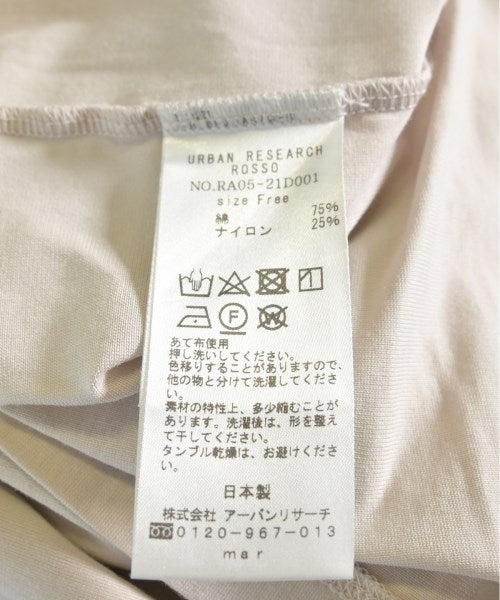 URBAN RESEARCH
ROSSO
NO.RA05-21D001
size Free
綿 75%
ナイロン 25%
F W
あて布使用
押し洗いしてください。
色移りすることがありますので、
他の物と分けて洗濯してください。
素材の特性上、多少縮むことが
あります。洗濯後は、形を整え
て干してください。
タンブル乾燥は、お避けくださ
い。
日本製
株式会社 アーバンリサーチ
0120-967-013
mar